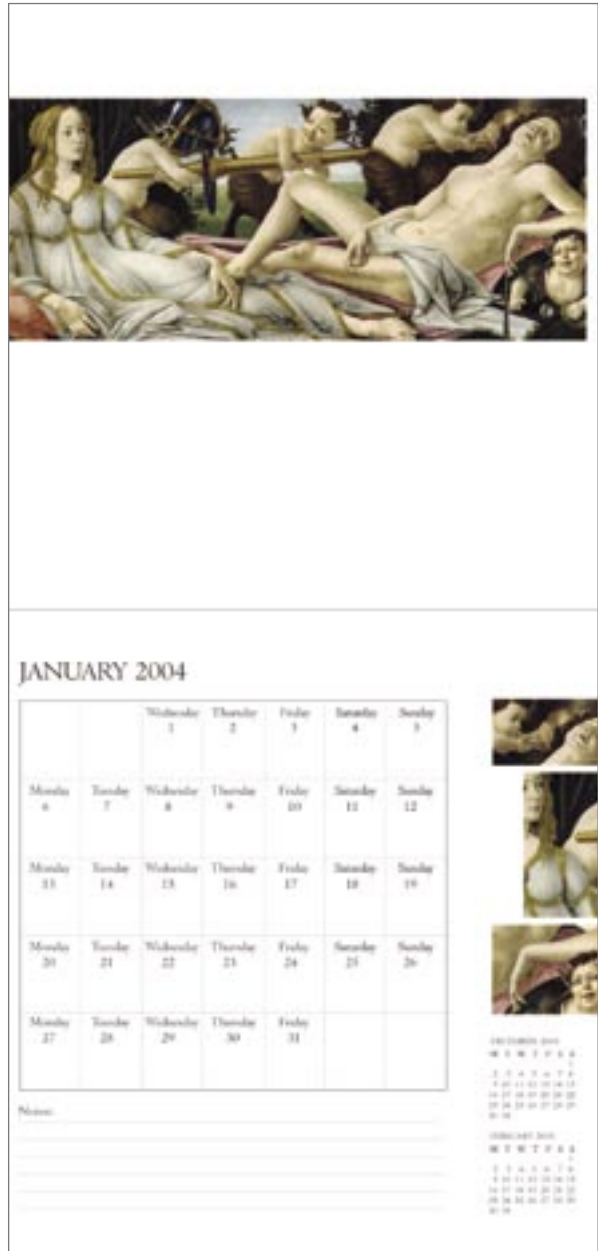 JANUARY 2004
Wednesday Thursday Friday Saturday Sunday
1 2 3 4 5
Monday Tuesday Wednesday Thursday Friday Saturday Sunday
6 7 8 9 10 11 12
Monday Tuesday Wednesday Thursday Friday Saturday Sunday
13 14 15 16 17 18 19
Monday Tuesday Wednesday Thursday Friday Saturday Sunday
20 21 22 23 24 25 26
Monday Tuesday Wednesday Thursday Friday
27 28 29 30 31
Notes:
M T W T F S S
M T W T F S S